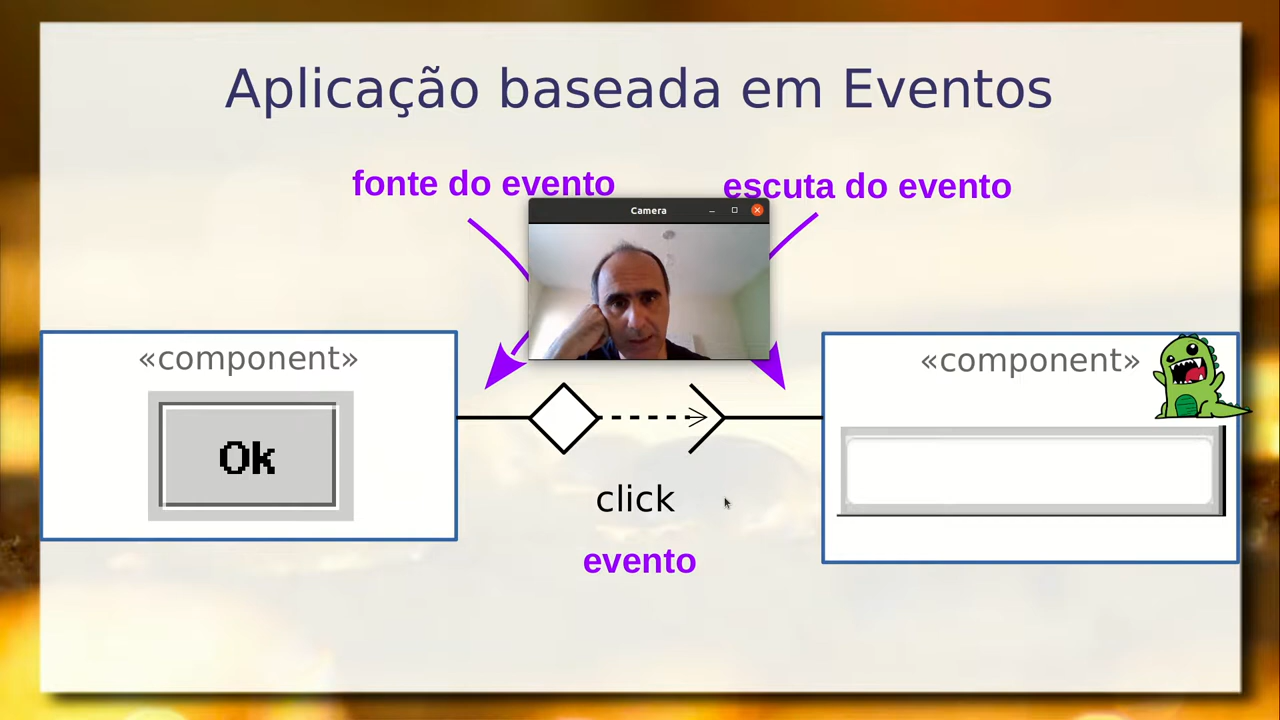 Aplicação baseada em Eventos
fonte do evento
escuta do evento
Camera
«component»
«component»
Ok
click
evento